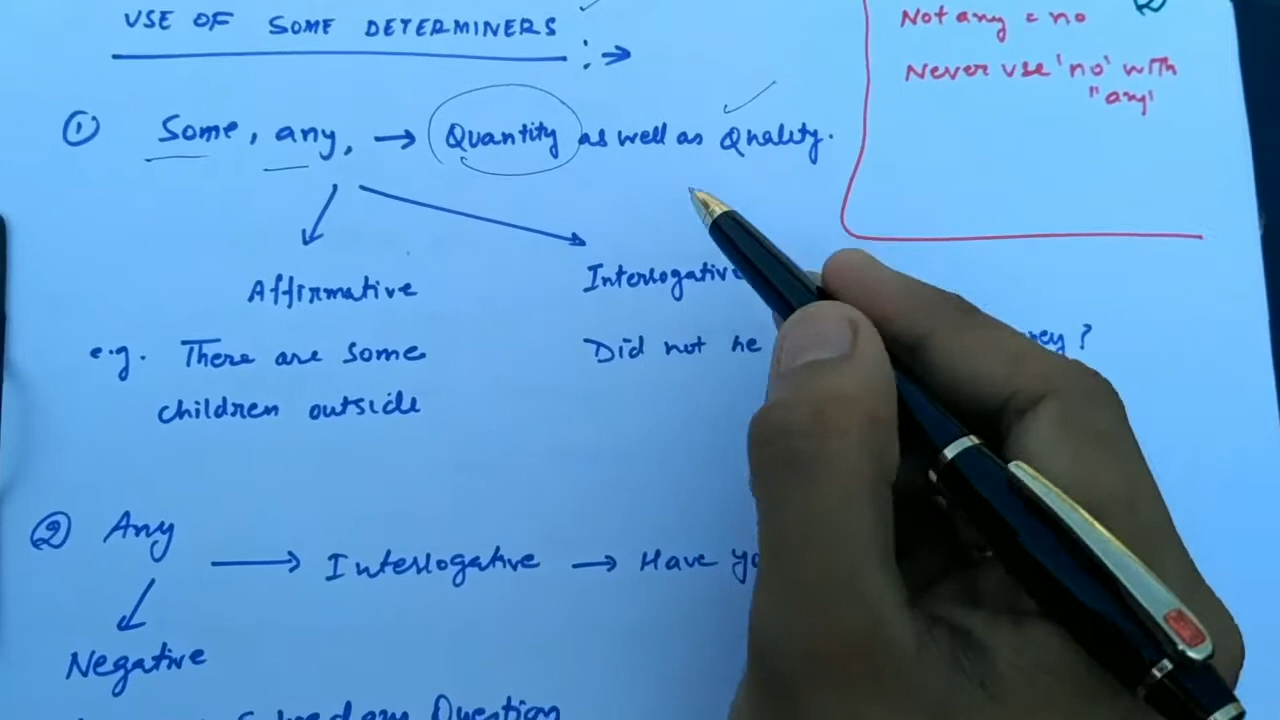 USE OF SOME DETERMINERS :→
Not any = no
Never use 'no' with
"any'
① Some, any, → Quantity as well as Quality.
Affirmative
Interrogative
e.g. There are some
children outside
Did not he
?
② Any → Interrogative → Have
Negative
Question